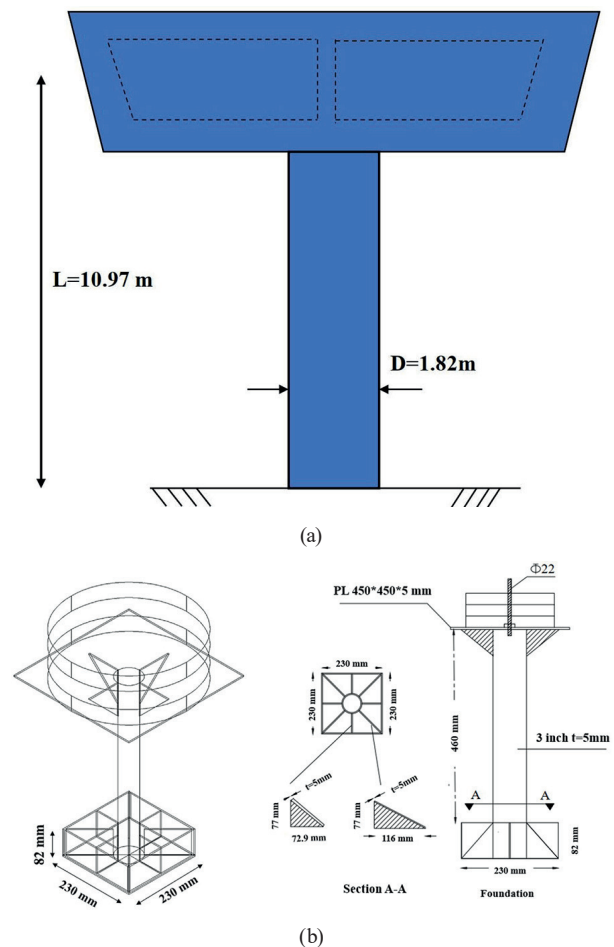 L=10.97 m
D=1.82m
(a)
Φ22
PL 450*450*5 mm
230 mm
230 mm
230 mm
460 mm
3 inch t=5mm
t=5mm
t=5mm
A
A
77 mm
77 mm
82 mm
82 mm
72.9 mm
116 mm
230 mm
230 mm
230 mm
Section A-A
Foundation
(b)